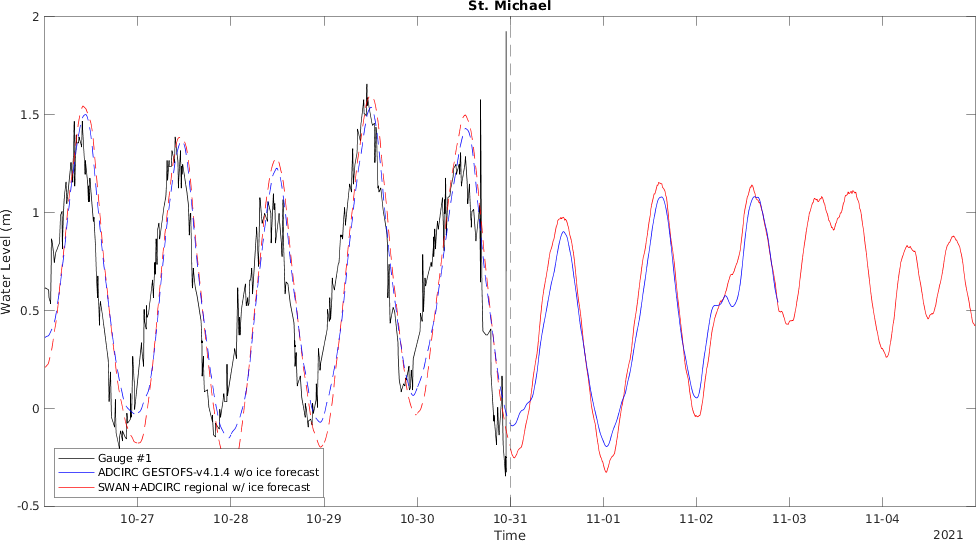 St. Michael
2
1.5
1
0.5
0
-0.5
Water Level (m)
Gauge #1
ADCIRC GESTOFS-v4.1.4 w/o ice forecast
SWAN+ADCIRC regional w/ ice forecast
10-27
10-28
10-29
10-30
10-31
11-01
11-02
11-03
11-04
Time
2021